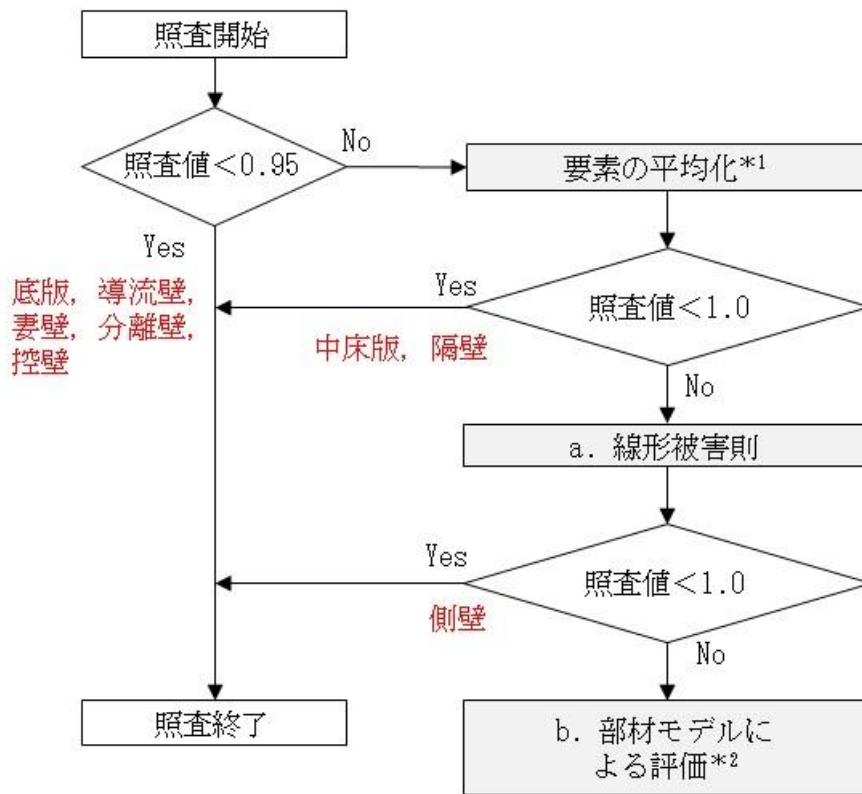 照査開始
照査値＜0.95
No
要素の平均化*1
Yes
底版，導流壁，
妻壁，分離壁，
控壁
Yes
照査値＜1.0
中床版，隔壁
No
a. 線形被害則
Yes
照査値＜1.0
側壁
No
照査終了
b. 部材モデルに
よる評価*2